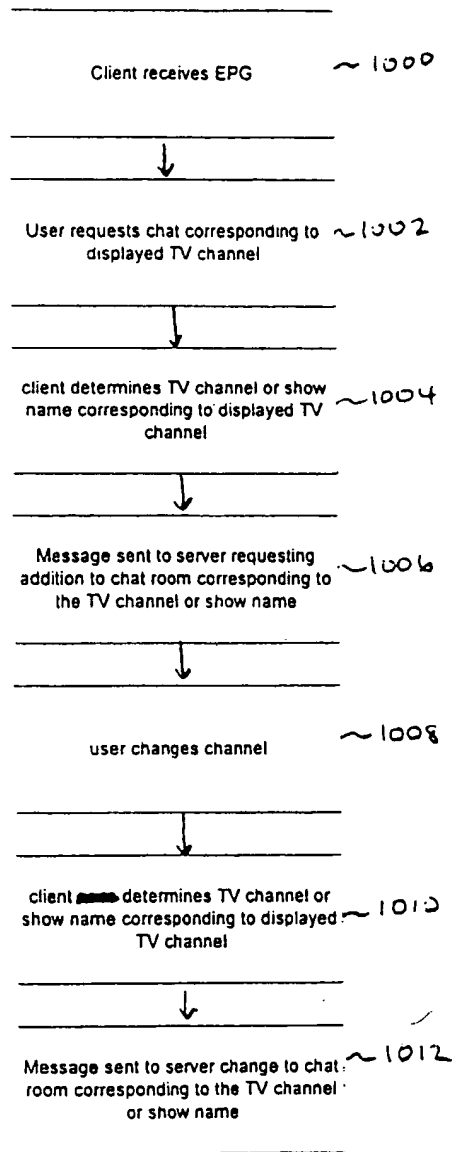 Client receives EPG ~1000
User requests chat corresponding to ~1002
displayed TV channel
client determines TV channel or show
name corresponding to displayed TV ~1004
channel
Message sent to server requesting
addition to chat room corresponding to ~1006
the TV channel or show name
user changes channel ~1008
client determines TV channel or
show name corresponding to displayed ~1010
TV channel
Message sent to server change to chat ~1012
room corresponding to the TV channel
or show name